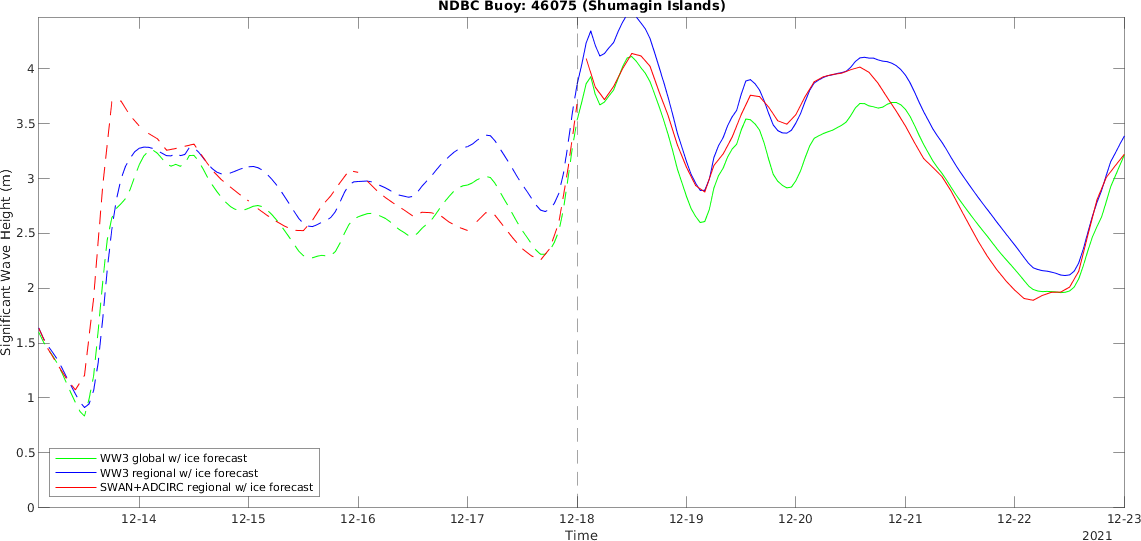 NDBC Buoy: 46075 (Shumagin Islands)
Significant Wave Height (m)
4
3.5
3
2.5
2
1.5
1
0.5
0
WW3 global w/ ice forecast
WW3 regional w/ ice forecast
SWAN+ADCIRC regional w/ ice forecast
12-14 12-15 12-16 12-17 12-18 12-19 12-20 12-21 12-22 12-23
Time
2021